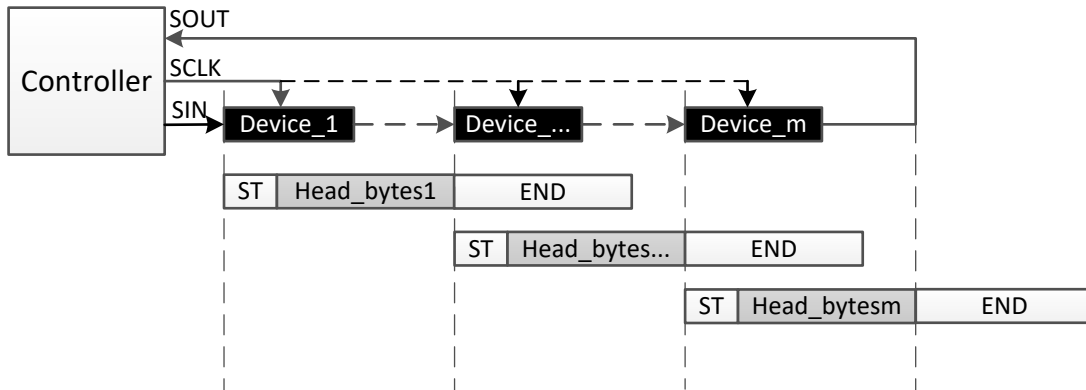 SOUT
Controller
SCLK
SIN
Device_1
Device_...
Device_m
ST Head_bytes1 END
ST Head_bytes... END
ST Head_bytesm END